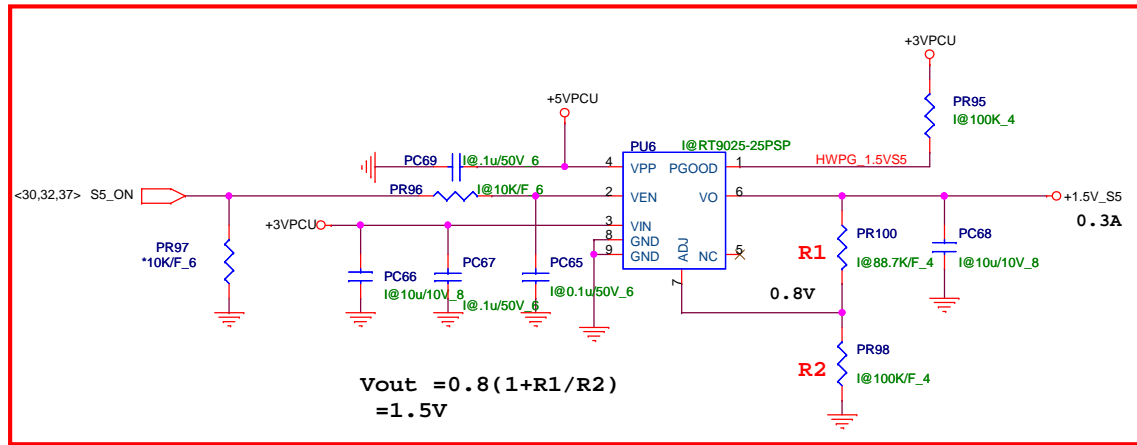 +3VPCU
PR95
I@100K_4
+5VPCU
PU6
I@RT9025-25PSP
PC69
I@.1u/50V_6
4
VPP
PGOOD
1
HWPG_1.5VS5
<30,32,37>
S5_ON
PR96
I@10K/F_6
2
VEN
VO
6
+1.5V_S5
0.3A
+3VPCU
3
VIN
8
GND
9
GND
ADJ
NC
5
7
PR97
*10K/F_6
PC66
I@10u/10V_8
PC67
I@.1u/50V_6
PC65
I@0.1u/50V_6
R1
PR100
I@88.7K/F_4
PC68
I@10u/10V_8
0.8V
R2
PR98
I@100K/F_4
Vout =0.8(1+R1/R2)
=1.5V